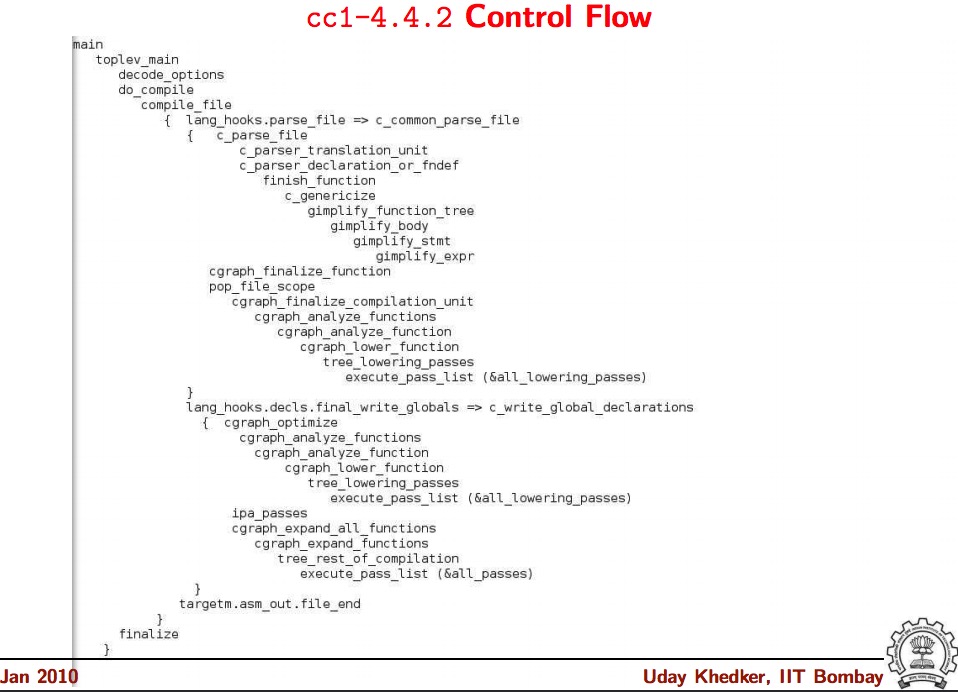 cc1-4.4.2 Control Flow
main
toplev_main
decode_options
do_compile
compile_file
{ lang_hooks.parse_file => c_common_parse_file
{ c_parse_file
c_parser_translation_unit
c_parser_declaration_or_fndef
finish_function
c_genericize
gimplify_function_tree
gimplify_body
gimplify_stmt
gimplify_expr
cgraph_finalize_function
pop_file_scope
cgraph_finalize_compilation_unit
cgraph_analyze_functions
cgraph_analyze_function
cgraph_lower_function
tree_lowering_passes
execute_pass_list (&all_lowering_passes)
}
lang_hooks.decls.final_write_globals => c_write_global_declarations
{ cgraph_optimize
cgraph_analyze_functions
cgraph_analyze_function
cgraph_lower_function
tree_lowering_passes
execute_pass_list (&all_lowering_passes)
ipa_passes
cgraph_expand_all_functions
cgraph_expand_functions
tree_rest_of_compilation
execute_pass_list (&all_passes)
}
targetm.asm_out.file_end
}
finalize
}
Jan 2010 Uday Khedker, IIT Bombay